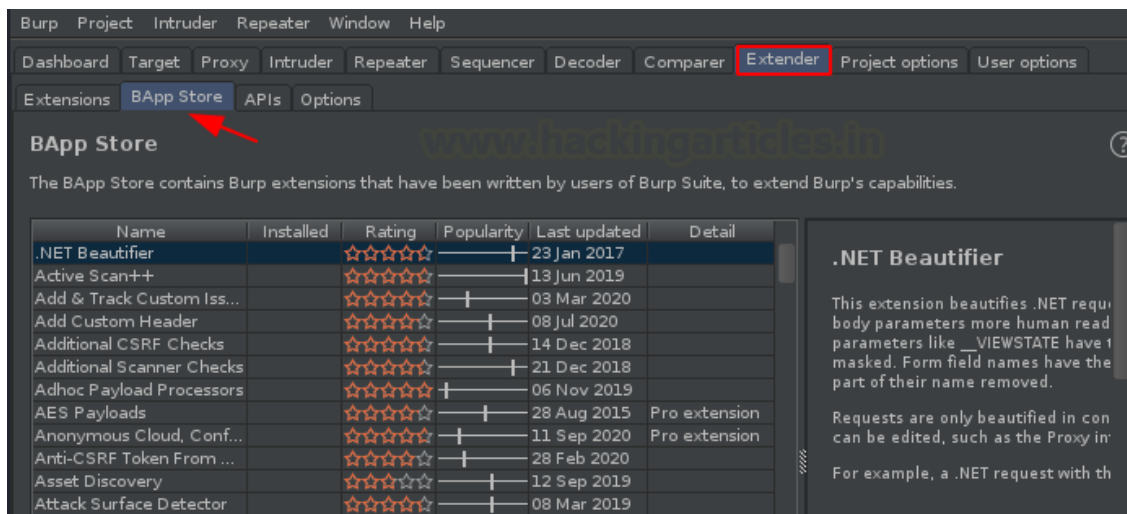 Burp Project Intruder Repeater Window Help
Dashboard Target Proxy Intruder Repeater Sequencer Decoder Comparer Extender Project options User options
Extensions BApp Store APIs Options
www.hackingarticles.in
BApp Store
The BApp Store contains Burp extensions that have been written by users of Burp Suite, to extend Burp's capabilities.
Name Installed Rating Popularity Last updated Detail
.NET Beautifier 23 Jan 2017
Active Scan++ 13 Jun 2019
Add & Track Custom Iss... 03 Mar 2020
Add Custom Header 08 Jul 2020
Additional CSRF Checks 14 Dec 2018
Additional Scanner Checks 21 Dec 2018
Adhoc Payload Processors 06 Nov 2019
AES Payloads 28 Aug 2015 Pro extension
Anonymous Cloud, Conf... 11 Sep 2020 Pro extension
Anti-CSRF Token From ... 28 Feb 2020
Asset Discovery 12 Sep 2019
Attack Surface Detector 08 Mar 2019
.NET Beautifier
This extension beautifies .NET reque
body parameters more human read
parameters like __VIEWSTATE have
masked. Form field names have the
part of their name removed.
Requests are only beautified in con
can be edited, such as the Proxy in
For example, a .NET request with th